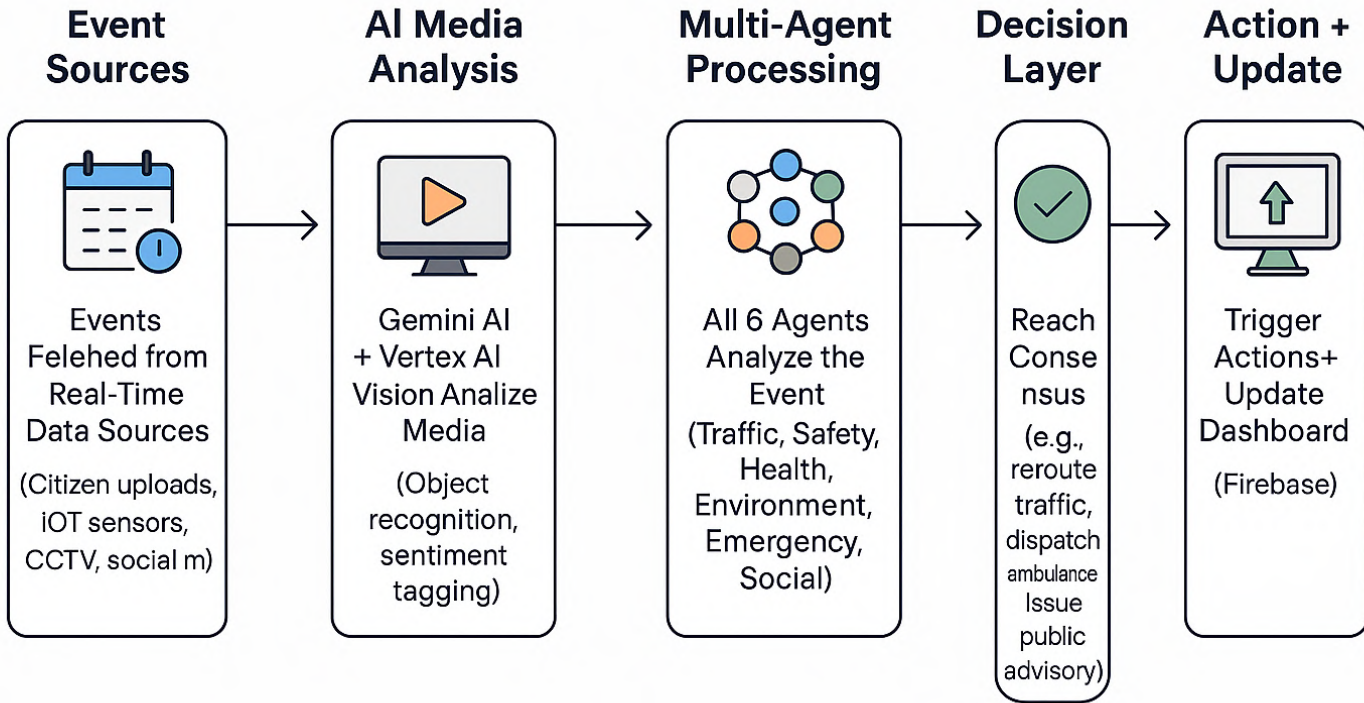 Event
Sources
AI Media
Analysis
Multi-Agent
Processing
Decision
Layer
Action +
Update
Events
Felehed from
Real-Time
Data Sources
(Citizen uploads,
iOT sensors,
CCTV, social m)
Gemini AI
+ Vertex AI
Vision Analize
Media
(Object
recognition,
sentiment
tagging)
All 6 Agents
Analyze the
Event
(Traffic, Safety,
Health,
Environment,
Emergency,
Social)
Reach
Conse
nsus
(e.g.,
reroute
traffic,
dispatch
ambulance
Issue
public
advisory)
Trigger
Actions+
Update
Dashboard
(Firebase)